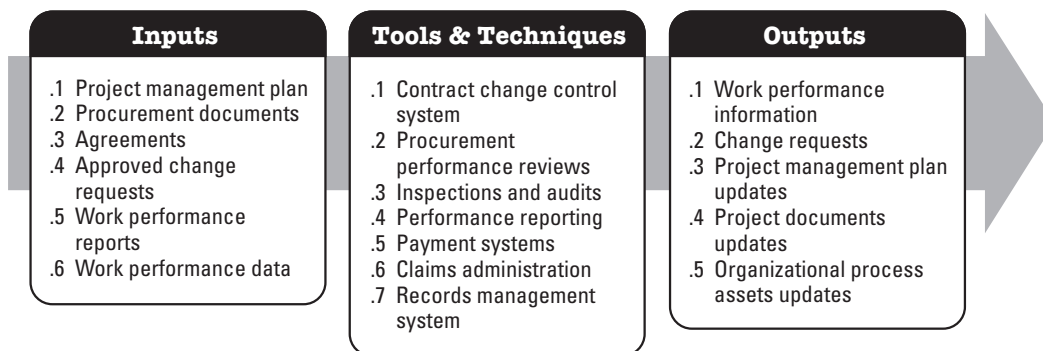 Inputs
.1 Project management plan
.2 Procurement documents
.3 Agreements
.4 Approved change
requests
.5 Work performance
reports
.6 Work performance data
Tools & Techniques
.1 Contract change control
system
.2 Procurement
performance reviews
.3 Inspections and audits
.4 Performance reporting
.5 Payment systems
.6 Claims administration
.7 Records management
system
Outputs
.1 Work performance
information
.2 Change requests
.3 Project management plan
updates
.4 Project documents
updates
.5 Organizational process
assets updates